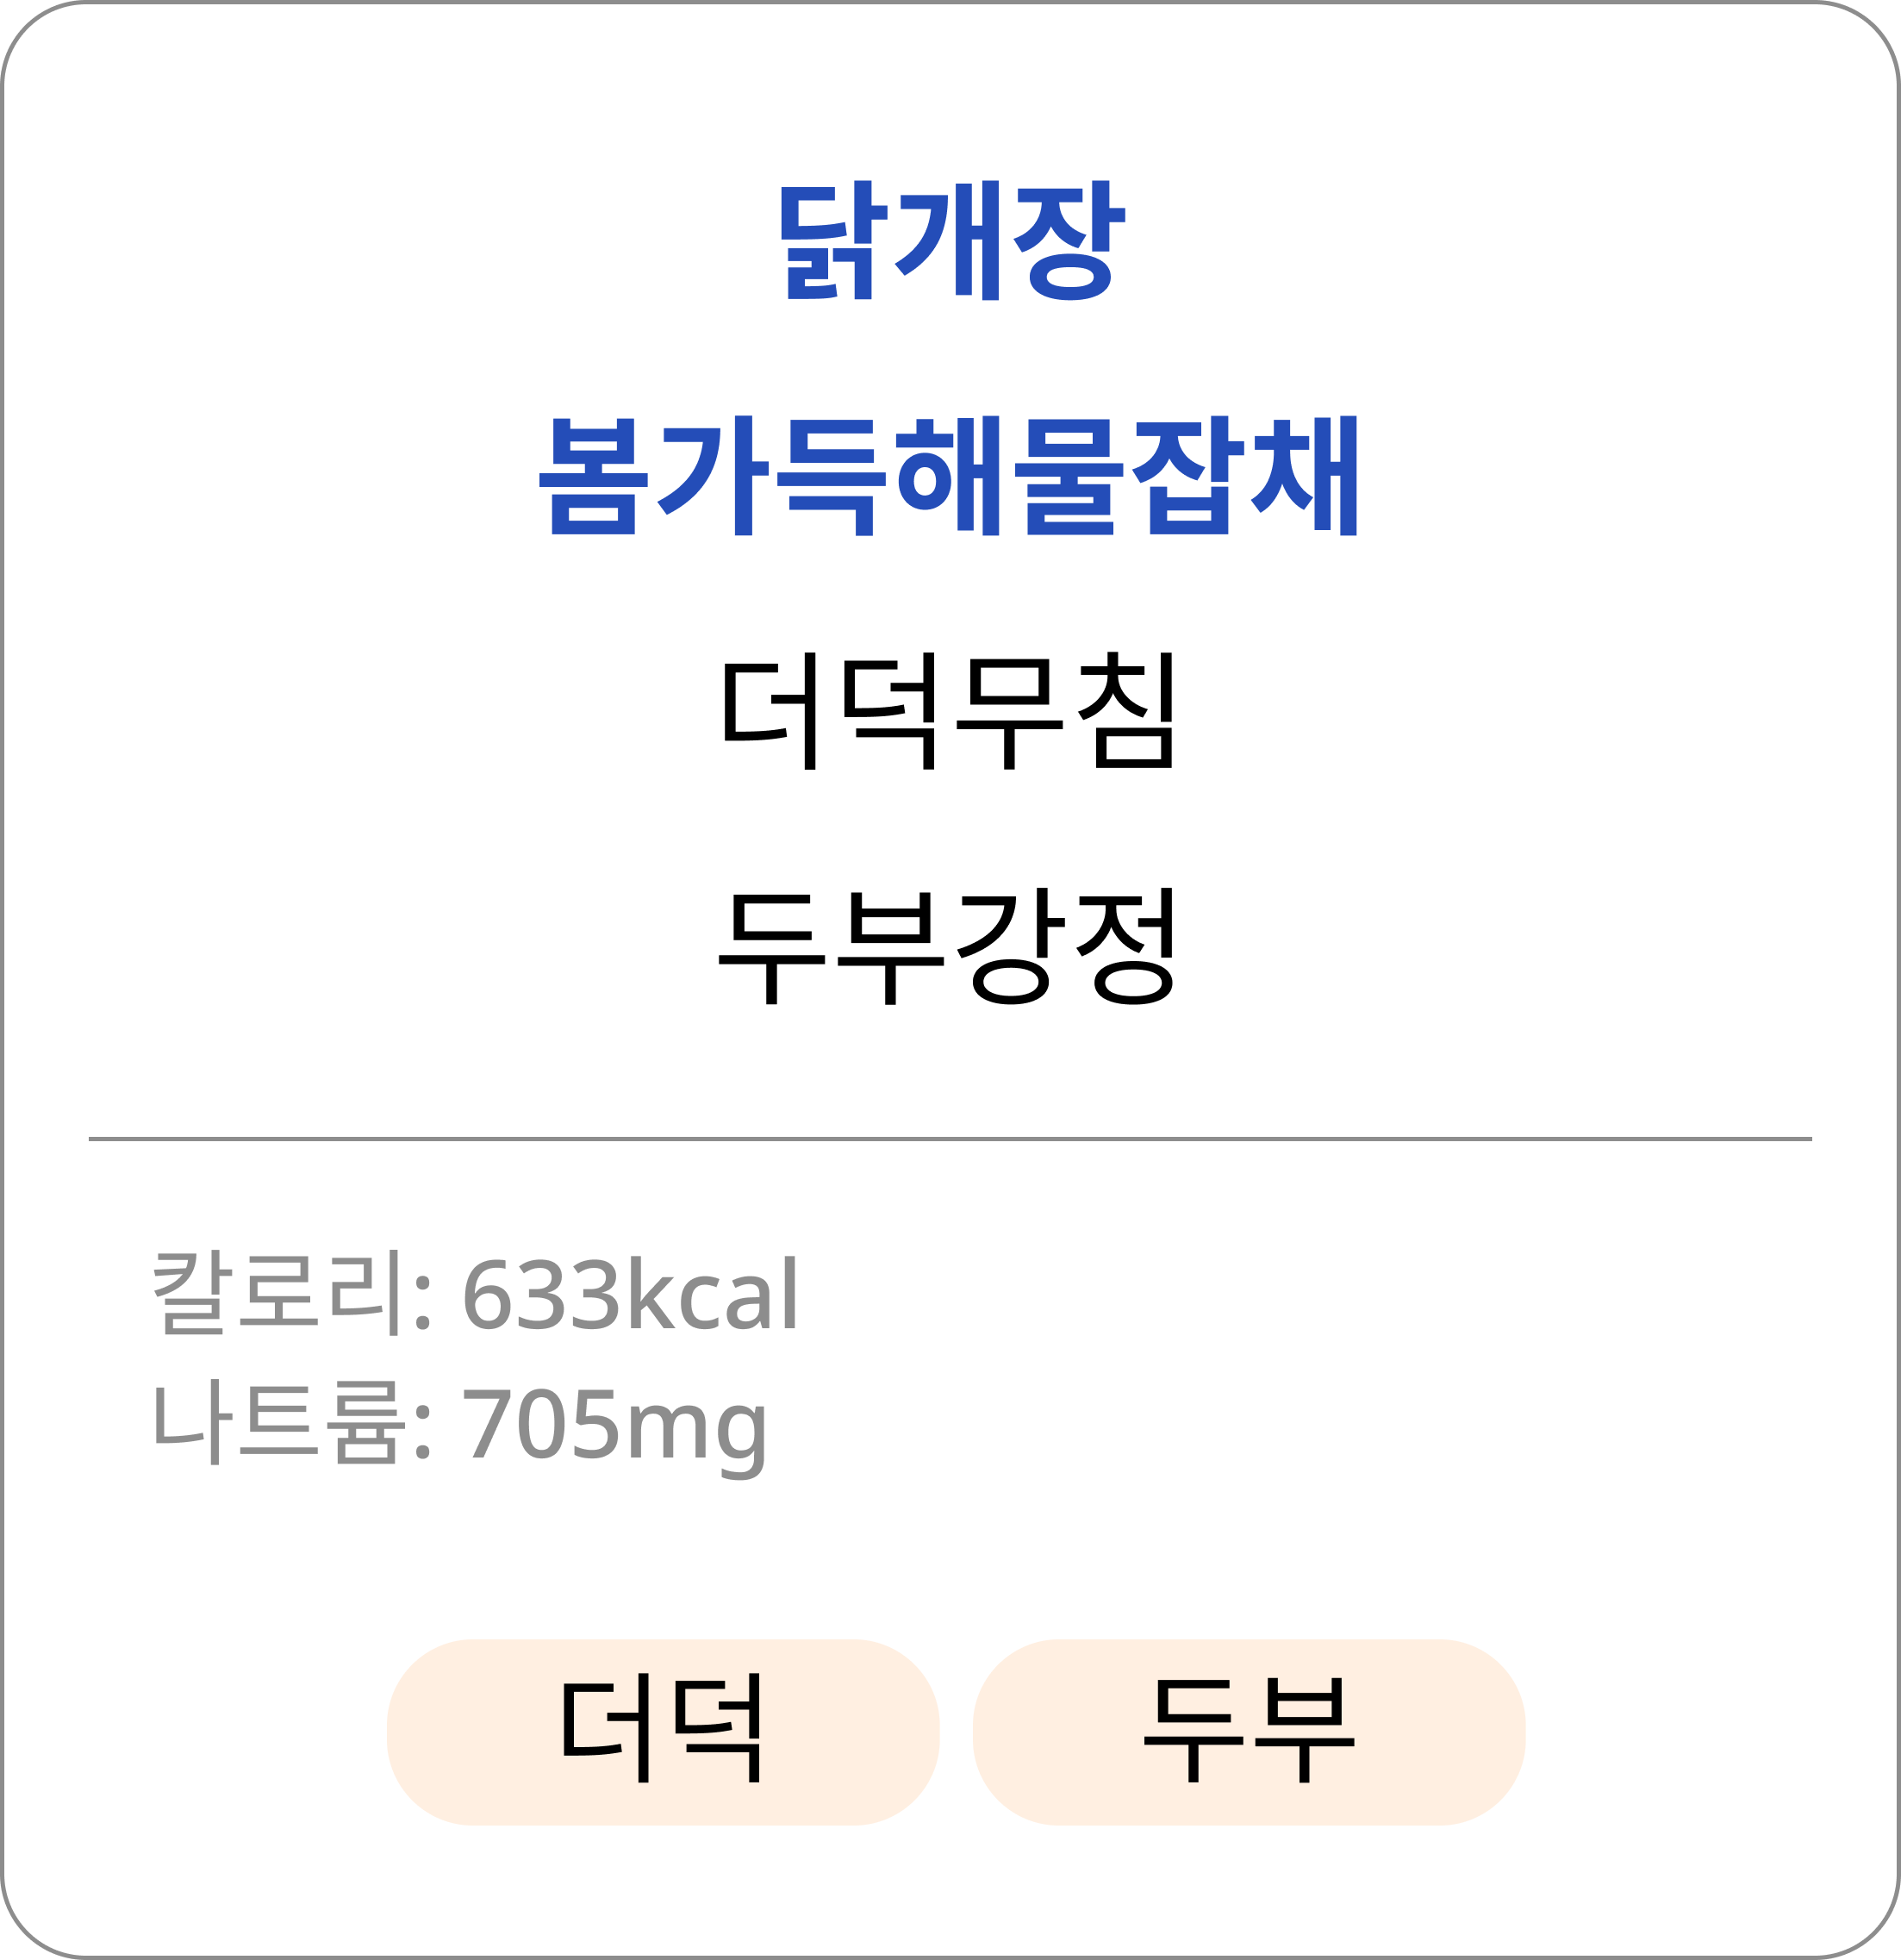 닭개장
봄가득해물잡채
더덕무침
두부강정
칼로리: 633kcal
나트륨: 705mg
더덕 두부